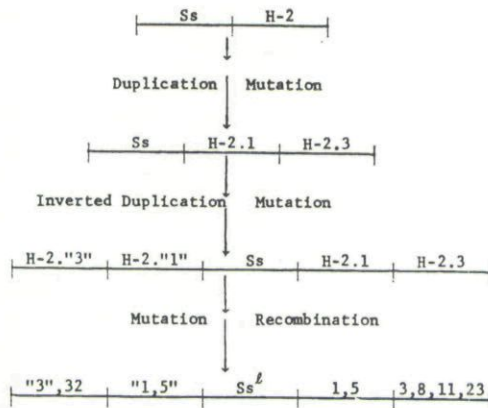 Ss H-2
Duplication Mutation
Ss H-2.1 H-2.3
Inverted Duplication Mutation
H-2."3" H-2."1" Ss H-2.1 H-2.3
Mutation Recombination
"3",32 "1,5" Ssℓ 1,5 3,8,11,23